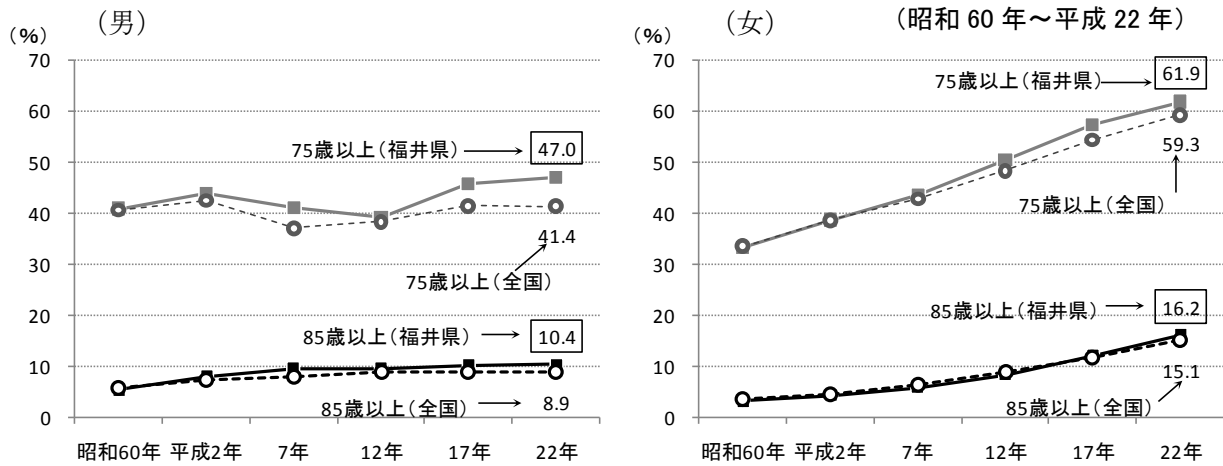 (男)
(%)
70
60
50
40
30
20
10
0
75歳以上(福井県)
47.0
41.4
75歳以上(全国)
85歳以上(福井県)
10.4
85歳以上(全国)
8.9
昭和60年 平成2年 7年 12年 17年 22年
(女)
(昭和 60 年~平成 22 年)
(%)
70
60
50
40
30
20
10
0
75歳以上(福井県)
61.9
59.3
75歳以上(全国)
85歳以上(福井県)
16.2
15.1
85歳以上(全国)
昭和60年 平成2年 7年 12年 17年 22年